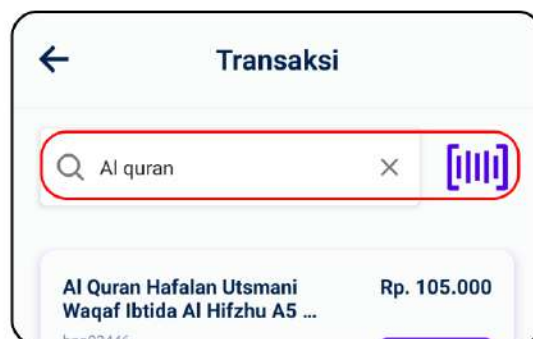 Transaksi
Al quran
Al Quran Hafalan Utsmani Rp. 105.000
Waqaf Ibtida Al Hifzhu A5 ...